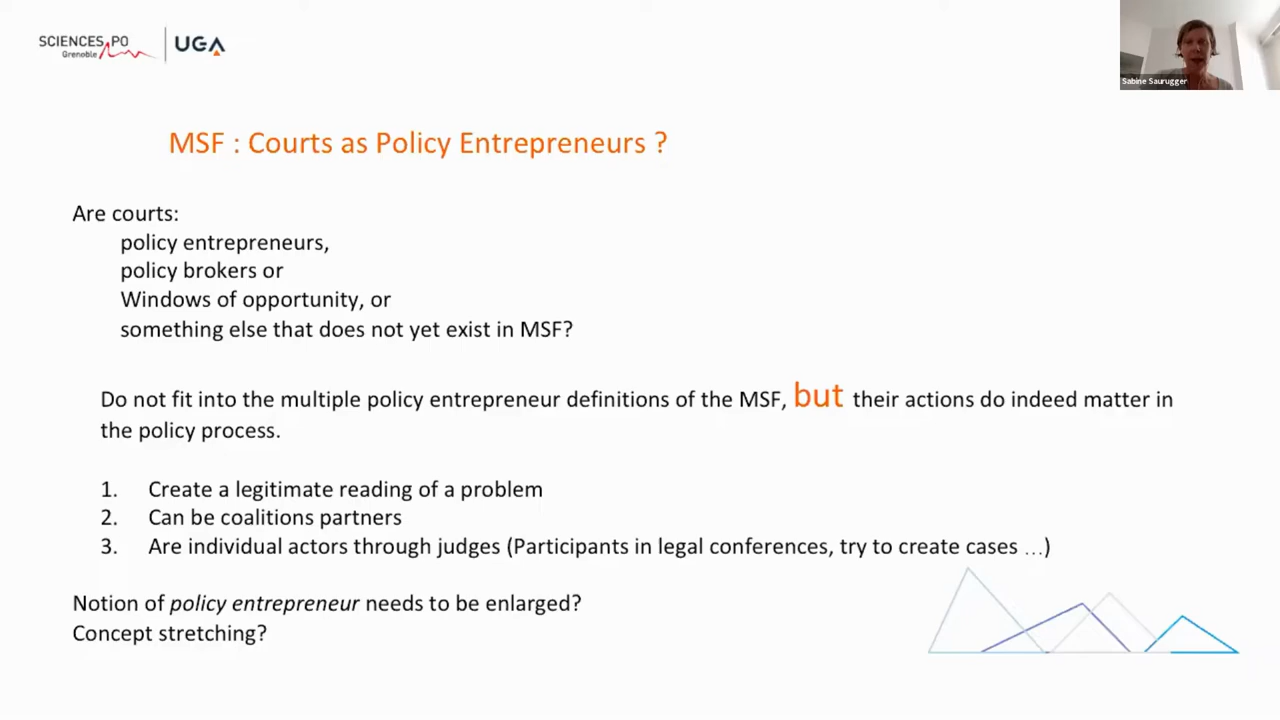 SCIENCES PO
Grenoble
UGA
Sabine Saurugger
MSF : Courts as Policy Entrepreneurs ?
Are courts:
policy entrepreneurs,
policy brokers or
Windows of opportunity, or
something else that does not yet exist in MSF?
Do not fit into the multiple policy entrepreneur definitions of the MSF, but their actions do indeed matter in
the policy process.
1. Create a legitimate reading of a problem
2. Can be coalitions partners
3. Are individual actors through judges (Participants in legal conferences, try to create cases …)
Notion of policy entrepreneur needs to be enlarged?
Concept stretching?